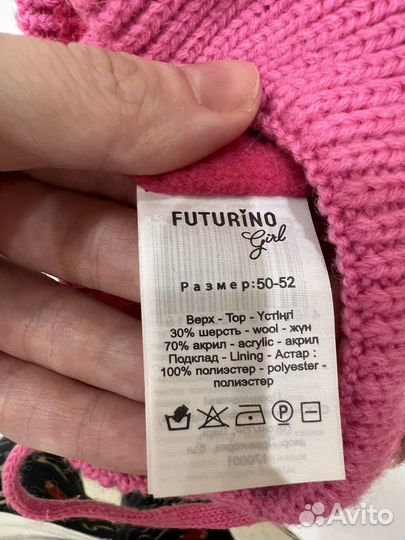 FUTURiNO
Girl
Размер:50-52
Верх - Top - Үстіңгі
30% шерсть - wool - жүн
70% акрил - acrylic - акрил
Подклад - Lining - Астар :
100% полиэстер - polyester -
полиэстер
P
Avito